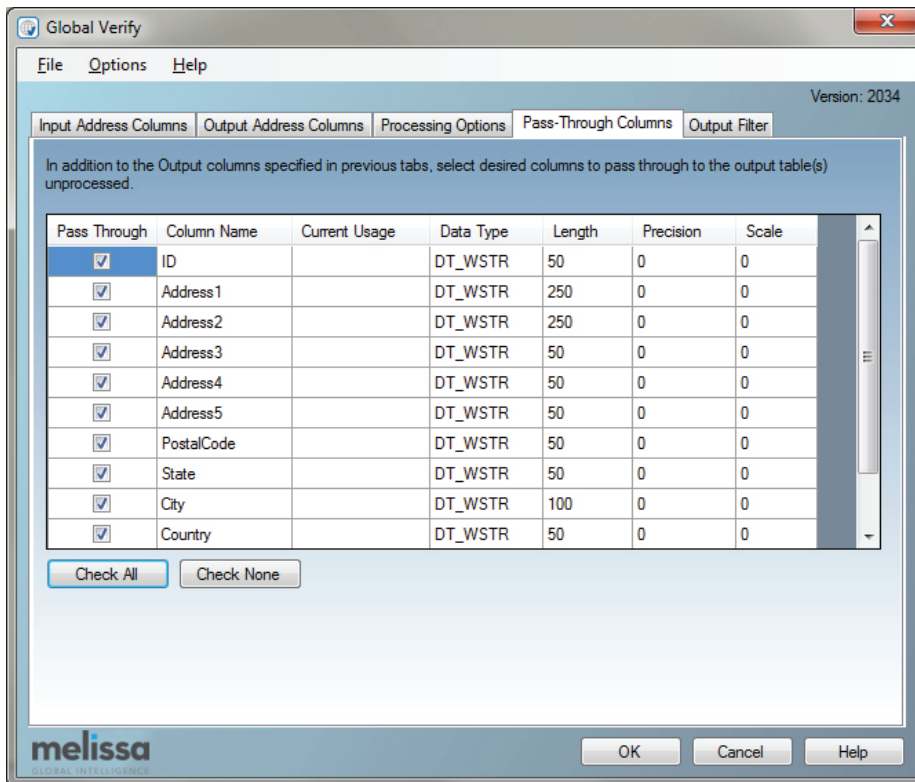 Global Verify
File Options Help
Version: 2034
Input Address Columns Output Address Columns Processing Options Pass-Through Columns Output Filter
In addition to the Output columns specified in previous tabs, select desired columns to pass through to the output table(s)
unprocessed.
Pass Through Column Name Current Usage Data Type Length Precision Scale
ID DT_WSTR 50 0 0
Address1 DT_WSTR 250 0 0
Address2 DT_WSTR 250 0 0
Address3 DT_WSTR 50 0 0
Address4 DT_WSTR 50 0 0
Address5 DT_WSTR 50 0 0
PostalCode DT_WSTR 50 0 0
State DT_WSTR 50 0 0
City DT_WSTR 100 0 0
Country DT_WSTR 50 0 0
Check All Check None
melissa
GLOBAL INTELLIGENCE
OK Cancel Help